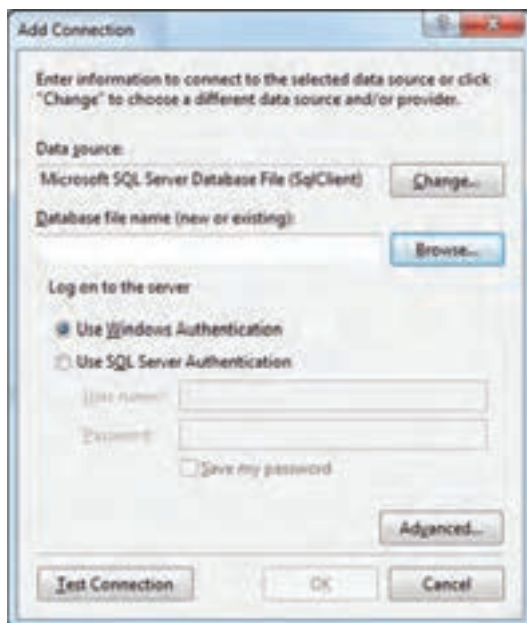 Add Connection
Enter information to connect to the selected data source or click
"Change" to choose a different data source and/or provider.
Data source:
Microsoft SQL Server Database File (SqlClient)
Change...
Database file name (new or existing):
Browse...
Log on to the server
Use Windows Authentication
Use SQL Server Authentication
User name:
Password:
Save my password
Advanced...
Test Connection
OK
Cancel